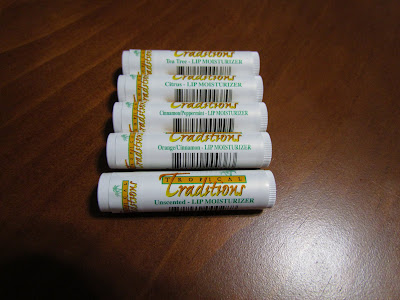 Traditions
Tea Tree - LIP MOISTURIZER
Traditions
Citrus - LIP MOISTURIZER
Traditions
Cinnamon/Peppermint - LIP MOISTURIZER
Traditions
Orange/Cinnamon - LIP MOISTURIZER
TROPICAL
Traditions
Unscented - LIP MOISTURIZER